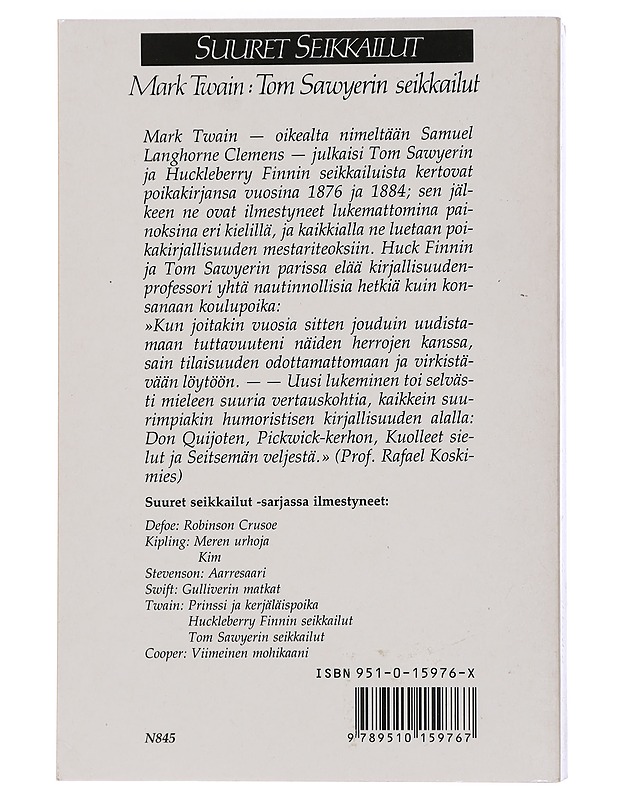 SUURET SEIKKAILUT
Mark Twain: Tom Sawyerin seikkailut
Mark Twain — oikealta nimeltään Samuel
Langhorne Clemens — julkaisi Tom Sawyerin
ja Huckleberry Finnin seikkailuista kertovat
poikakirjansa vuosina 1876 ja 1884; sen jäl-
keen ne ovat ilmestyneet lukemattomina pai-
noksina eri kielillä, ja kaikkialla ne luetaan poi-
kakirjallisuuden mestariteoksiin. Huck Finnin
ja Tom Sawyerin parissa elää kirjallisuuden-
professori yhtä nautinnollisia hetkiä kuin kon-
sanaan koulupoika:
»Kun joitakin vuosia sitten jouduin uudista-
maan tuttavuuteni näiden herrojen kanssa,
sain tilaisuuden odottamattomaan ja virkistä-
vään löytöön. — — Uusi lukeminen toi selväs-
ti mieleen suuria vertauskohtia, kaikkein suu-
rimpiakin humoristisen kirjallisuuden alalla:
Don Quijoten, Pickwick-kerhon, Kuolleet sie-
lut ja Seitsemän veljestä.» (Prof. Rafael Koski-
mies)
Suuret seikkailut -sarjassa ilmestyneet:
Defoe: Robinson Crusoe
Kipling: Meren urhoja
Kim
Stevenson: Aarresaari
Swift: Gulliverin matkat
Twain: Prinssi ja kerjäläispoika
Huckleberry Finnin seikkailut
Tom Sawyerin seikkailut
Cooper: Viimeinen mohikaani
ISBN 951-0-15976-X
9 789510 159767
N845